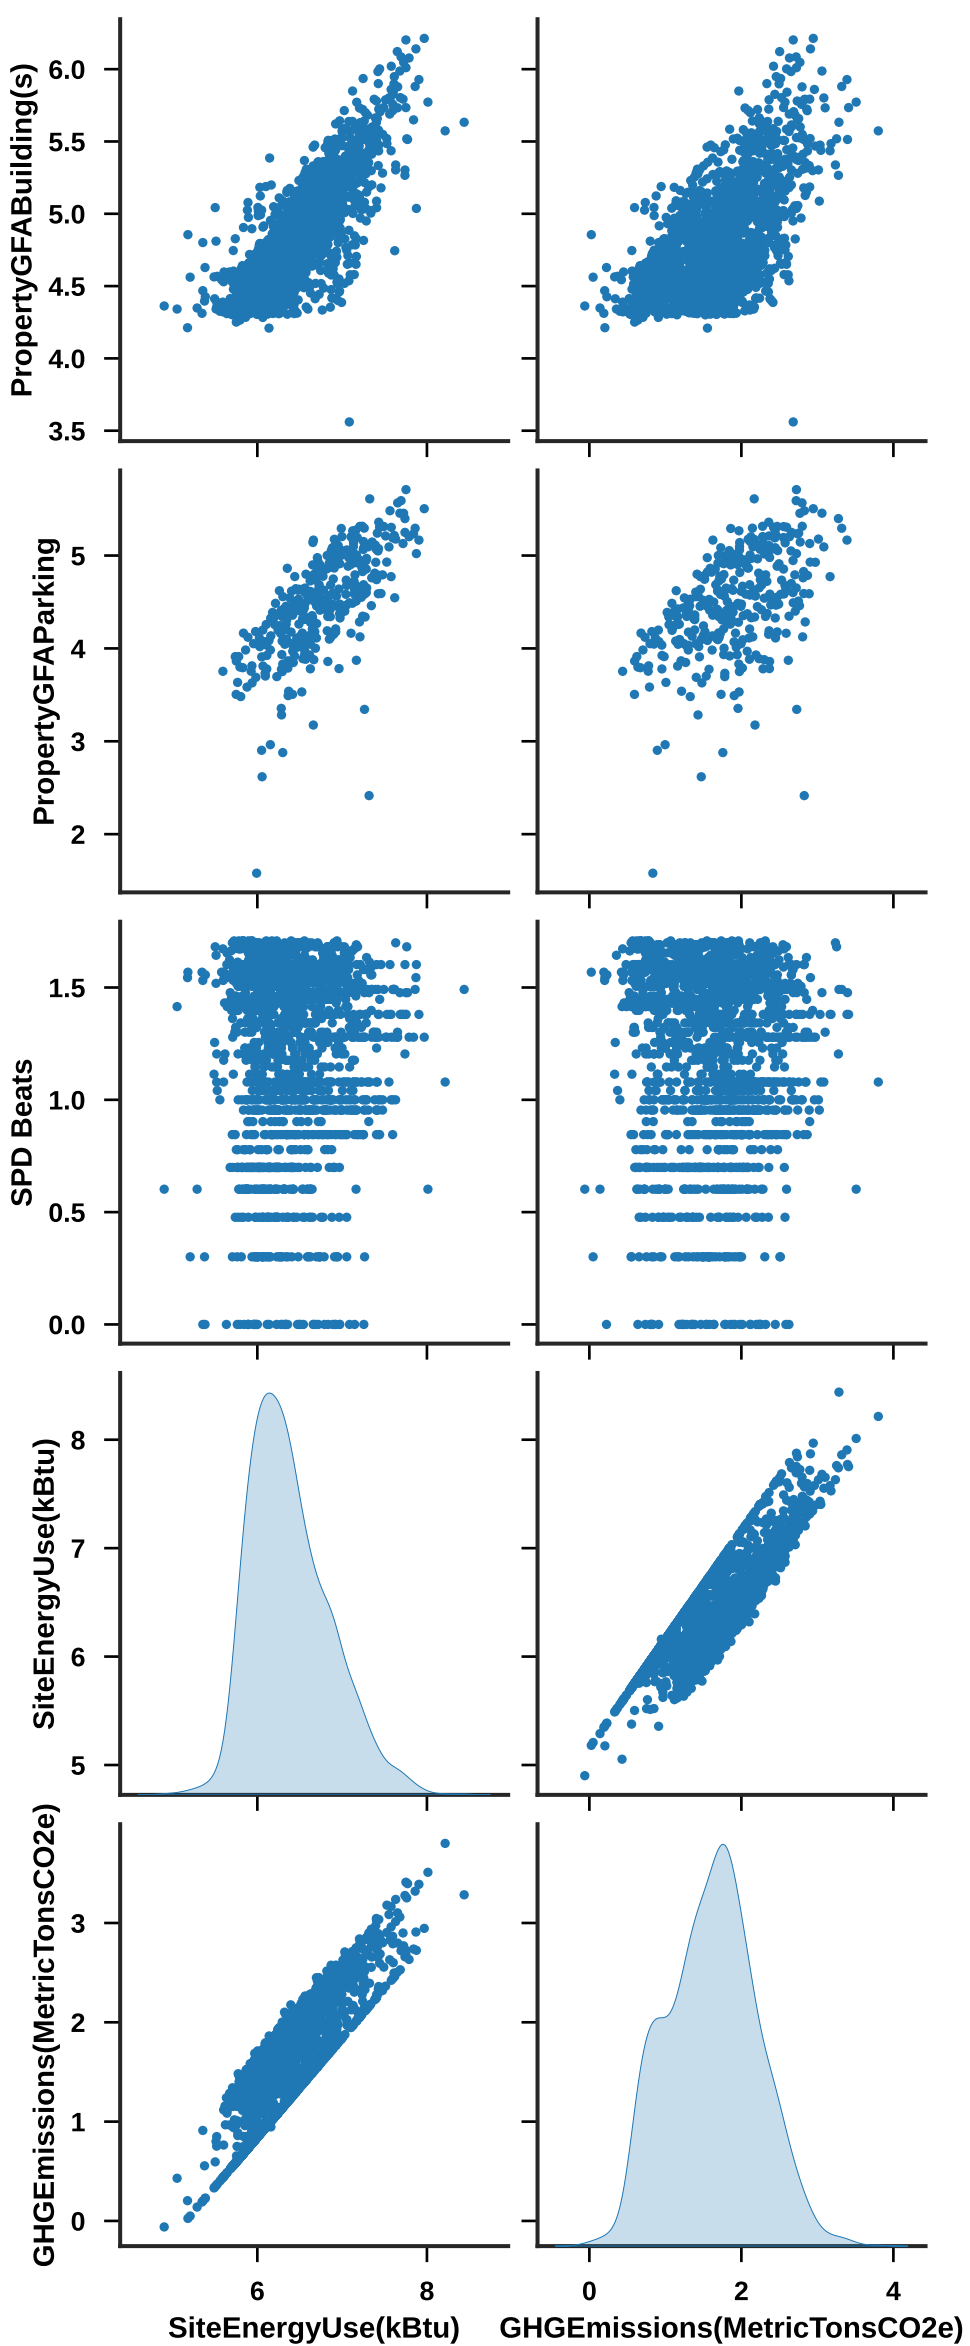 PropertyGFABuilding(s)
6.0
5.5
5.0
4.5
4.0
3.5
PropertyGFAParking
5
4
3
2
SPD Beats
1.5
1.0
0.5
0.0
SiteEnergyUse(kBtu)
8
7
6
5
GHGEmissions(MetricTonsCO2e)
3
2
1
0
6 8
0 2 4
SiteEnergyUse(kBtu)
GHGEmissions(MetricTonsCO2e)